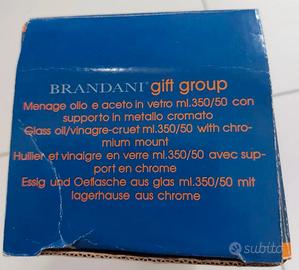 BRANDANI® gift group
Menage olio e aceto in vetro ml.350/50 con
supporto in metallo cromato
Glass oil/vinagre-cruet ml.350/50 with chro-
mium mount
Huilier et vinaigre en verre ml.350/50 avec sup-
port en chrome
Essig und Oeflasche aus glas ml.350/50 mit
lagerhause aus chrome
subito